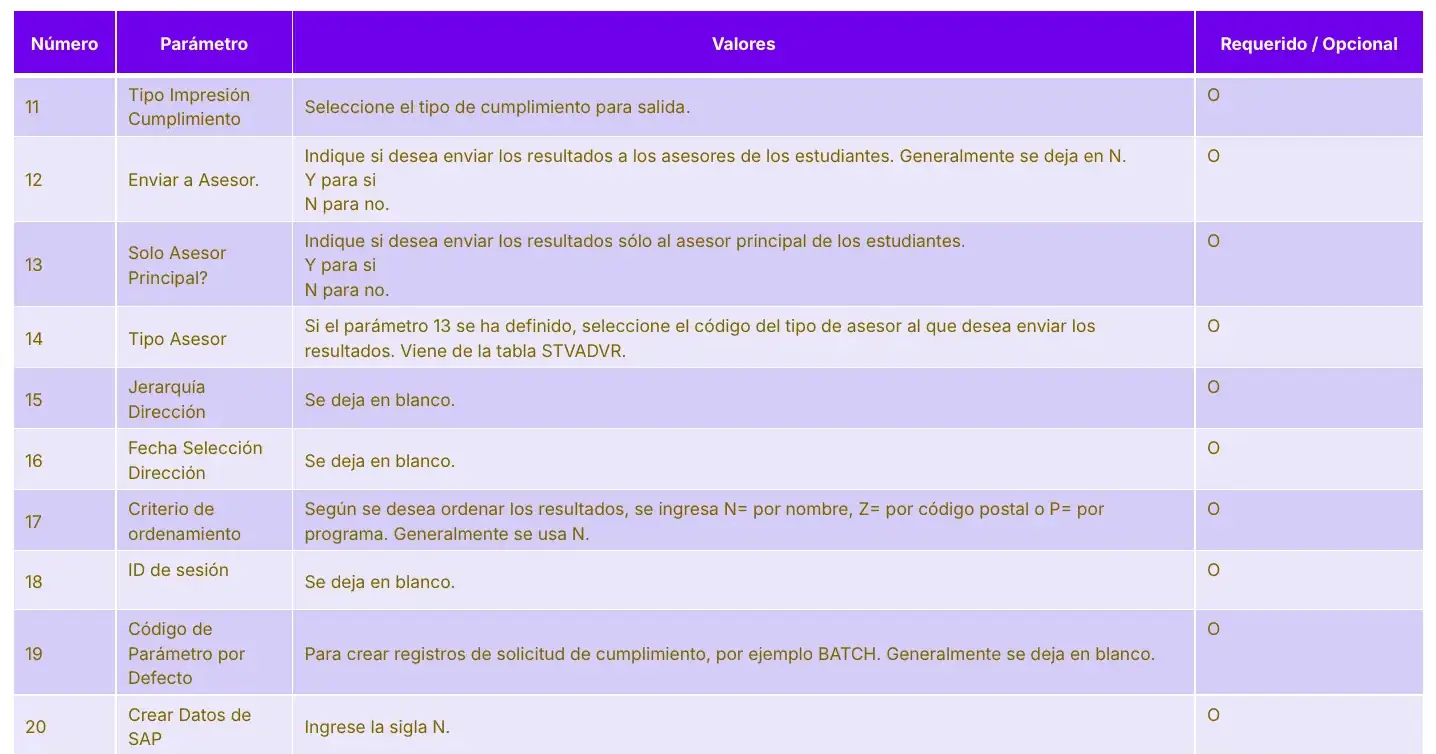 Número Parámetro Valores Requerido / Opcional
11
Tipo Impresión
Cumplimiento
Seleccione el tipo de cumplimiento para salida.
O
12
Enviar a Asesor.
Indique si desea enviar los resultados a los asesores de los estudiantes. Generalmente se deja en N.
Y para si
N para no.
O
13
Solo Asesor
Principal?
Indique si desea enviar los resultados sólo al asesor principal de los estudiantes.
Y para si
N para no.
O
14
Tipo Asesor
Si el parámetro 13 se ha definido, seleccione el código del tipo de asesor al que desea enviar los
resultados. Viene de la tabla STVADVR.
O
15
Jerarquía
Dirección
Se deja en blanco.
O
16
Fecha Selección
Dirección
Se deja en blanco.
O
17
Criterio de
ordenamiento
Según se desea ordenar los resultados, se ingresa N= por nombre, Z= por código postal o P= por
programa. Generalmente se usa N.
O
18
ID de sesión
Se deja en blanco.
O
19
Código de
Parámetro por
Defecto
Para crear registros de solicitud de cumplimiento, por ejemplo BATCH. Generalmente se deja en blanco.
O
20
Crear Datos de
SAP
Ingrese la sigla N.
O